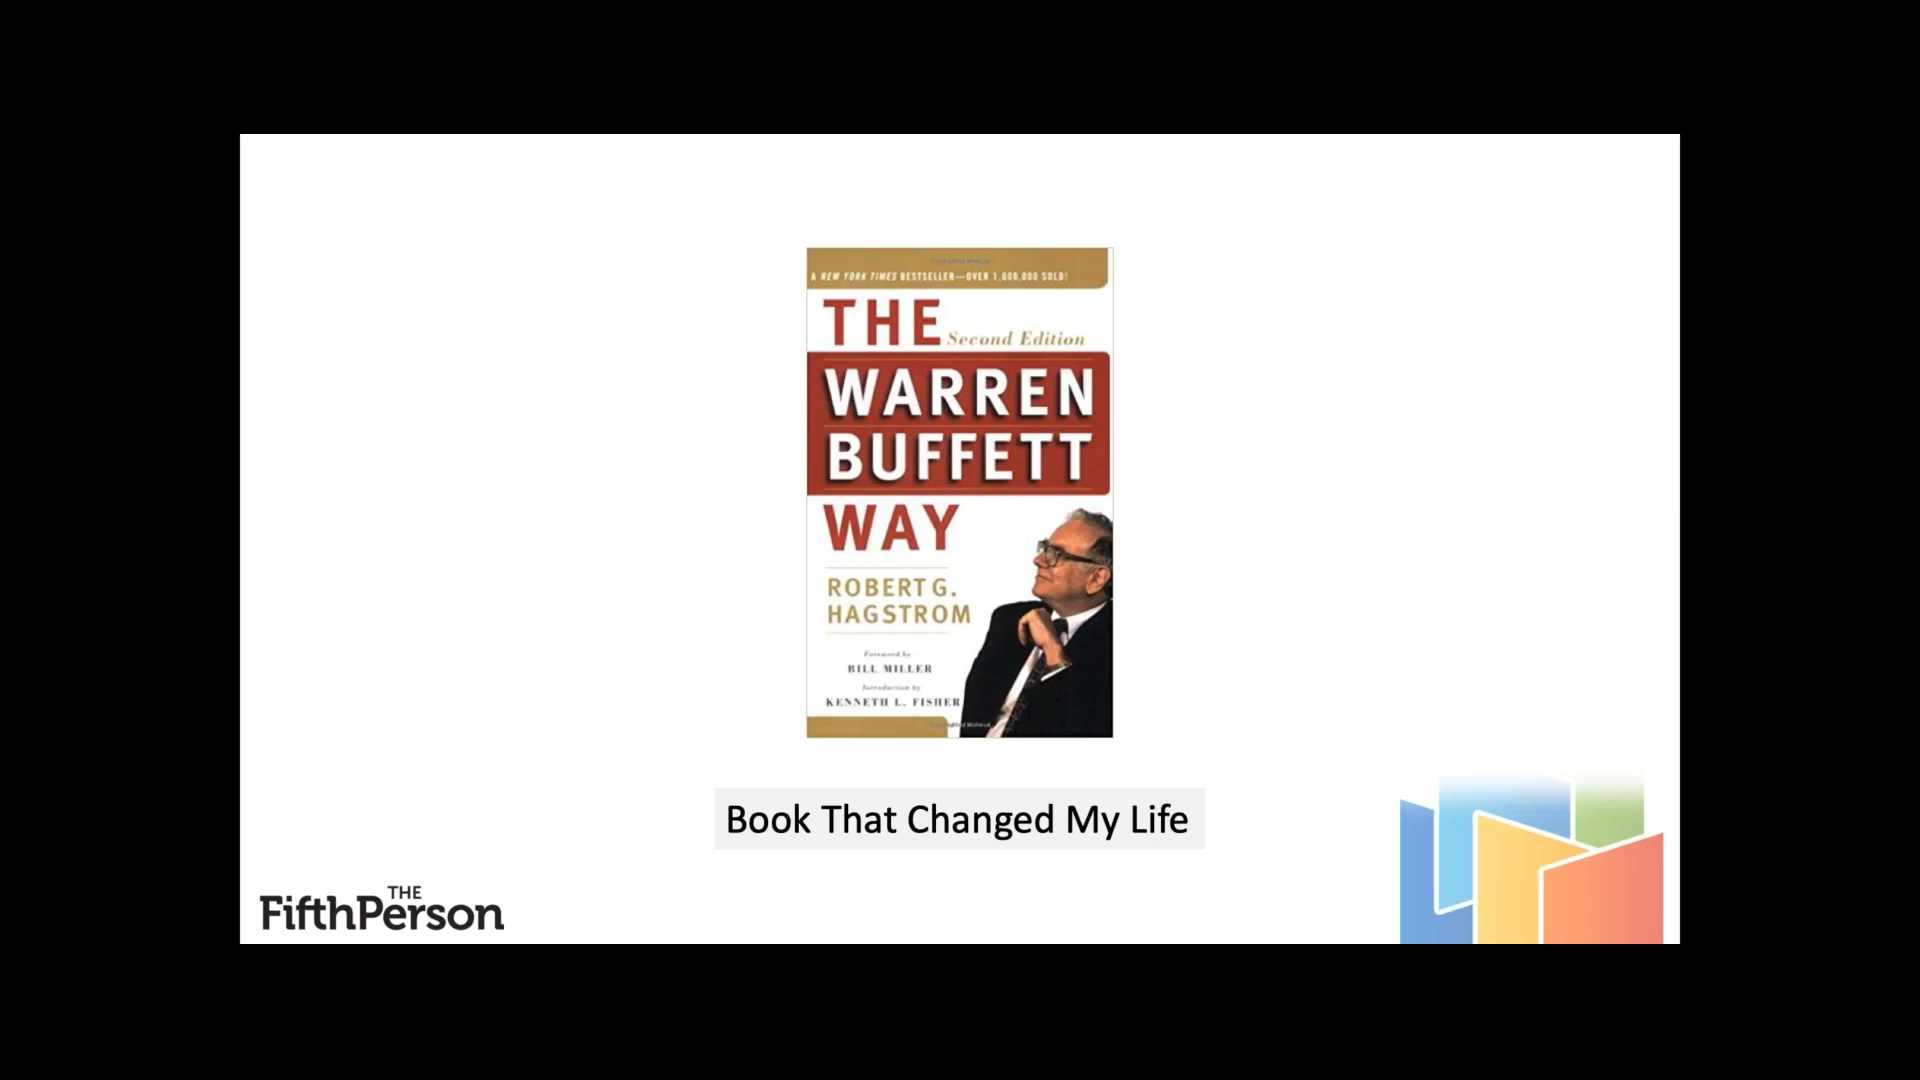 A NEW YORK TIMES BESTSELLER—OVER 1,000,000 SOLD!
THE
Second Edition
WARREN
BUFFETT
WAY
ROBERT G.
HAGSTROM
Foreword by
BILL MILLER
Introduction by
KENNETH L. FISHER
Book That Changed My Life
THE
FifthPerson